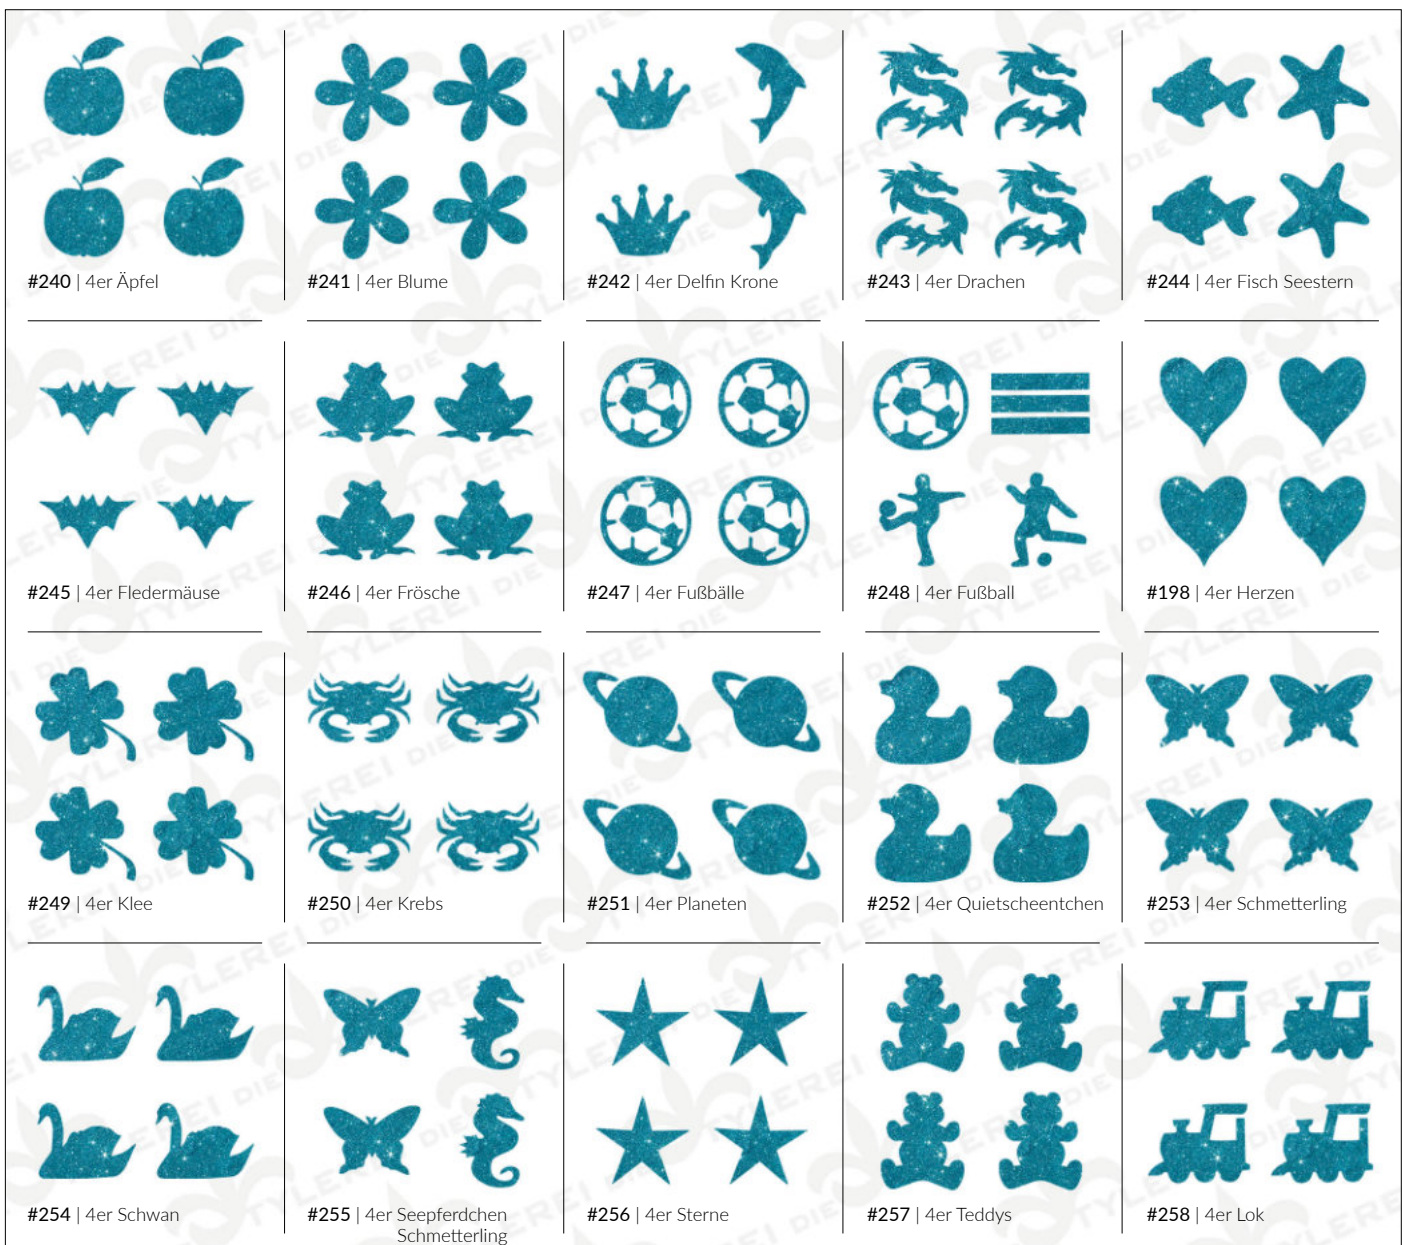 #240 | 4er Äpfel
#241 | 4er Blume
#242 | 4er Delfin Krone
#243 | 4er Drachen
#244 | 4er Fisch Seestern
#245 | 4er Fledermäuse
#246 | 4er Frösche
#247 | 4er Fußbälle
#248 | 4er Fußball
#198 | 4er Herzen
#249 | 4er Klee
#250 | 4er Krebs
#251 | 4er Planeten
#252 | 4er Quietscheentchen
#253 | 4er Schmetterling
#254 | 4er Schwan
#255 | 4er Seepferdchen
Schmetterling
#256 | 4er Sterne
#257 | 4er Teddys
#258 | 4er Lok
DIE STYLEREI